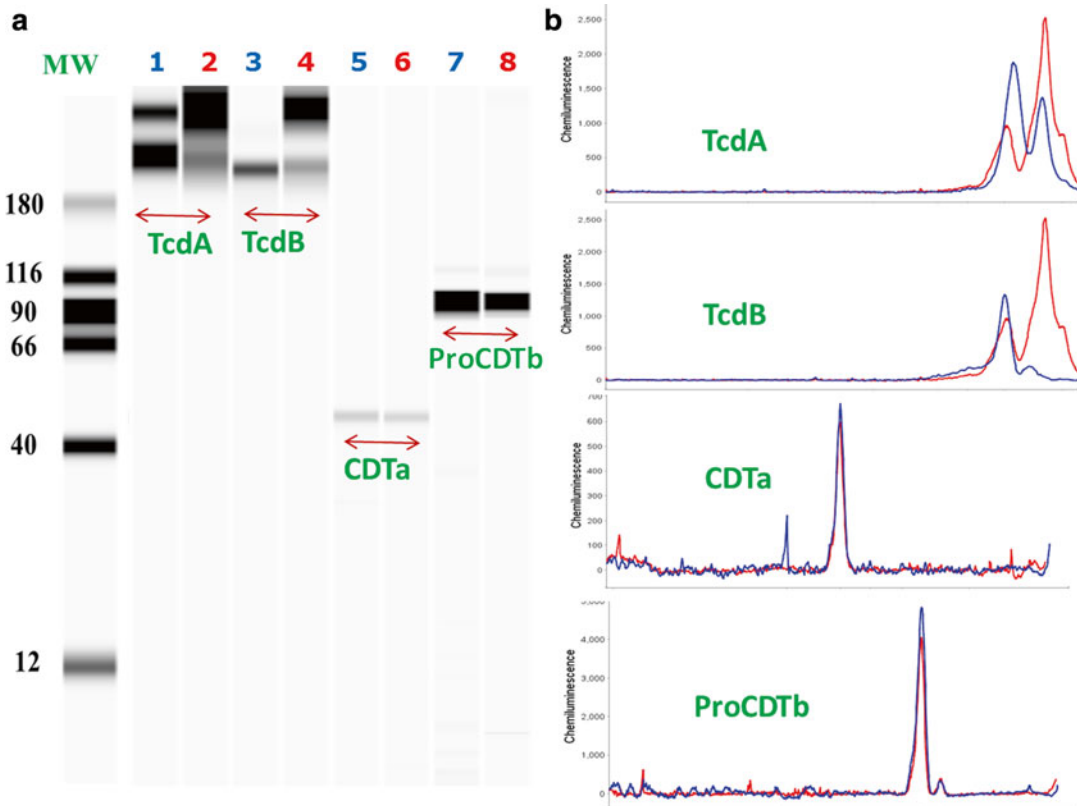 a
MW 1 2 3 4 5 6 7 8
180
116
90
66
40
12
TcdA
TcdB
CDTa
ProCDTb
b
Chemiluminescence
2,500
2,000
1,500
1,000
500
0
TcdA
Chemiluminescence
2,500
2,000
1,500
1,000
500
0
TcdB
Chemiluminescence
700
600
500
400
300
200
100
0
CDTa
Chemiluminescence
4,000
3,000
2,000
1,000
0
ProCDTb